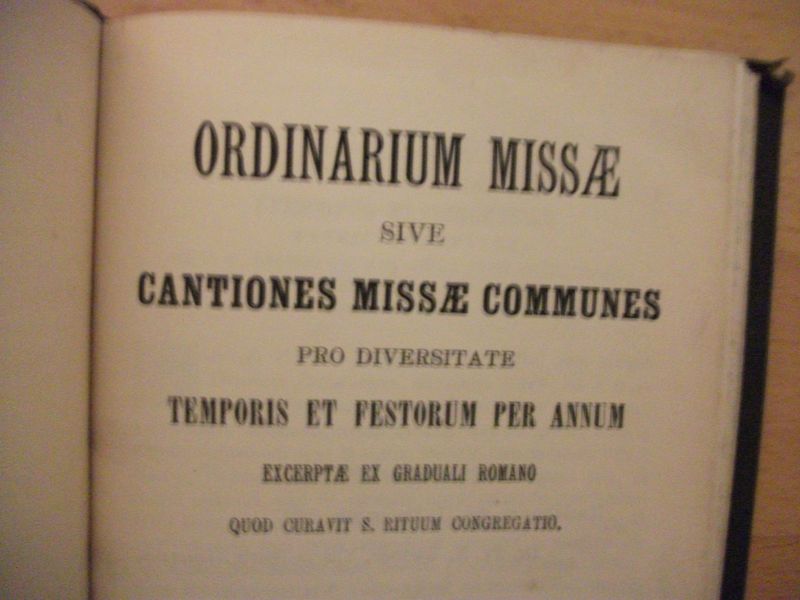 ORDINARIUM MISSÆ
SIVE
CANTIONES MISSÆ COMMUNES
PRO DIVERSITATE
TEMPORIS ET FESTORUM PER ANNUM
EXCERPTÆ EX GRADUALI ROMANO
QUOD CURAVIT S. RITUUM CONGREGATIO.